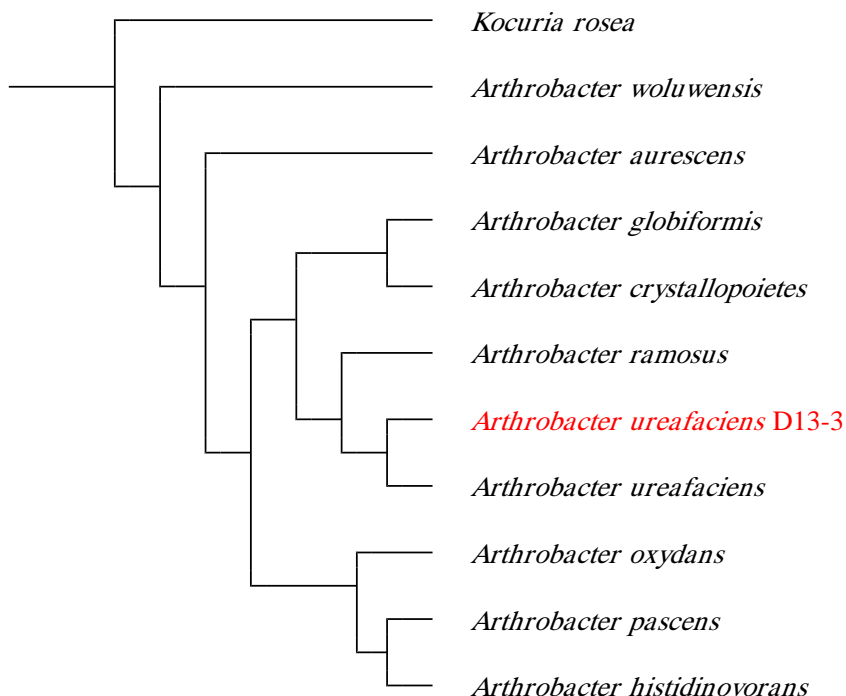 Kocuria rosea
Arthrobacter woluwensis
Arthrobacter aurescens
Arthrobacter globiformis
Arthrobacter crystallopoietes
Arthrobacter ramosus
Arthrobacter ureafaciens D13-3
Arthrobacter ureafaciens
Arthrobacter oxydans
Arthrobacter pascens
Arthrobacter histidinovorans